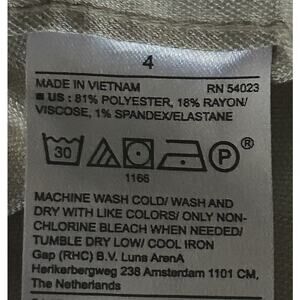 4
MADE IN VIETNAM RN 54023
■ US: 81% POLYESTER, 18% RAYON/
VISCOSE, 1% SPANDEX/ELASTANE
30 P ®
1166
MACHINE WASH COLD/ WASH AND
DRY WITH LIKE COLORS/ ONLY NON-
CHLORINE BLEACH WHEN NEEDED/
TUMBLE DRY LOW/ COOL IRON
Gap (RHC) B.V. Luna ArenA
Herikerbergweg 238 Amsterdam 1101 CM,
The Netherlands